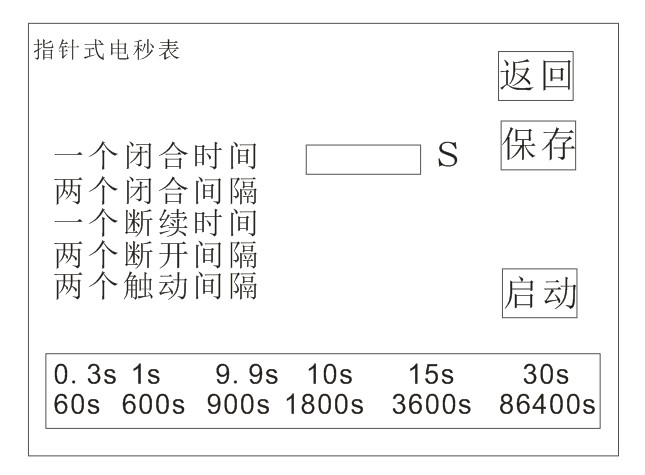 指针式电秒表
返回
一个闭合时间 S 保存
两个闭合间隔
一个断续时间
两个断开间隔
两个触动间隔 启动
0.3s 1s 9.9s 10s 15s 30s
60s 600s 900s 1800s 3600s 86400s